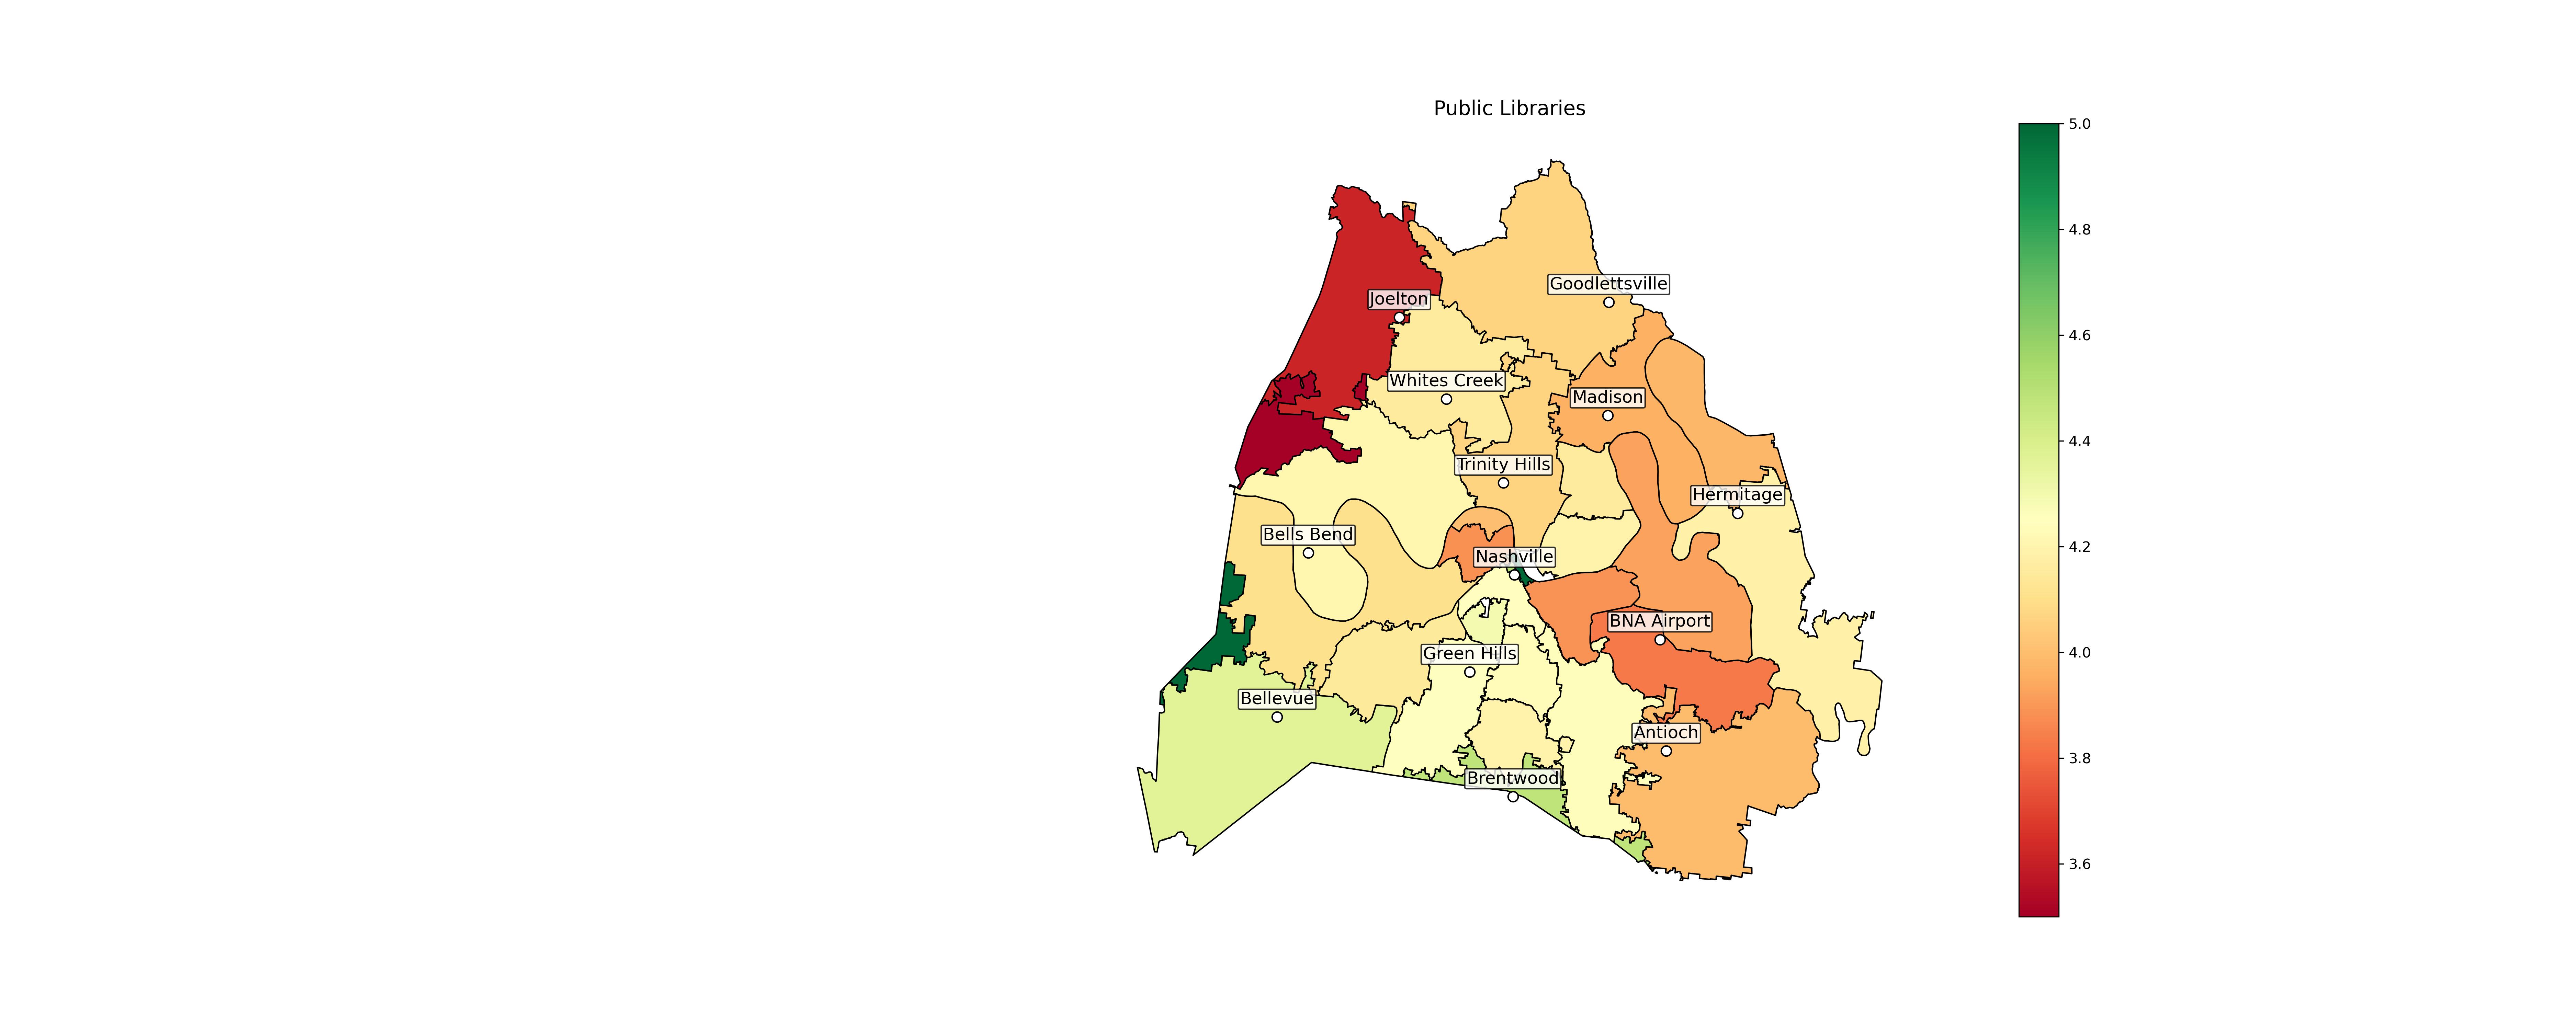 Public Libraries
5.0
4.8
4.6
4.4
4.2
4.0
3.8
3.6
Goodlettsville
Joelton
Whites Creek
Madison
Trinity Hills
Hermitage
Bells Bend
Nashville
BNA Airport
Green Hills
Bellevue
Antioch
Brentwood